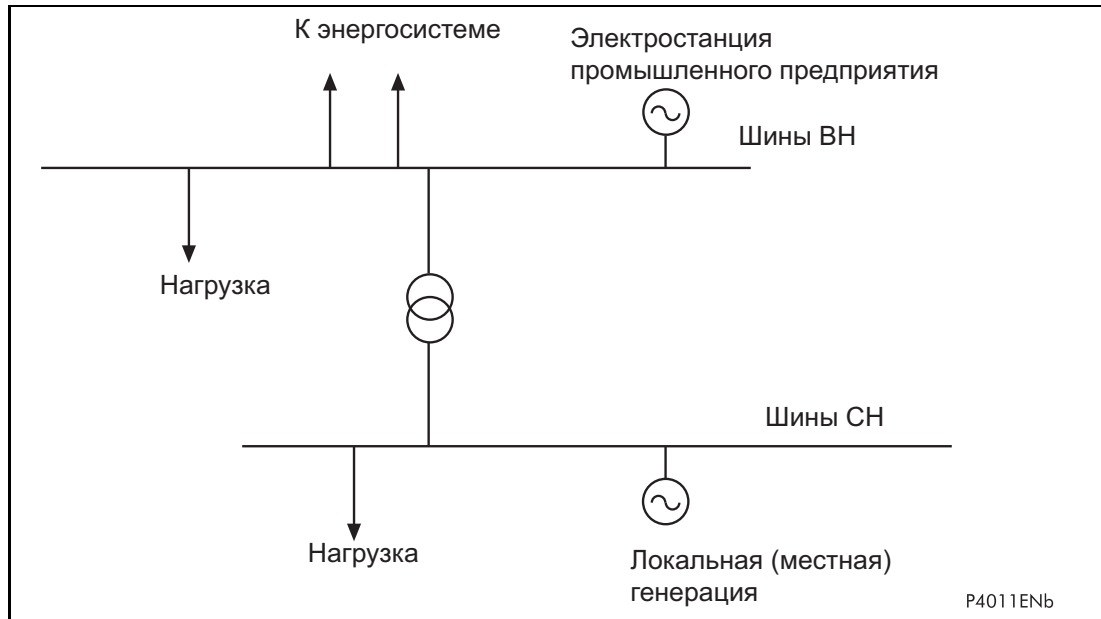 К энергосистеме
Электростанция
промышленного предприятия
Шины ВН
Нагрузка
Шины СН
Нагрузка
Локальная (местная)
генерация
P4011ENb